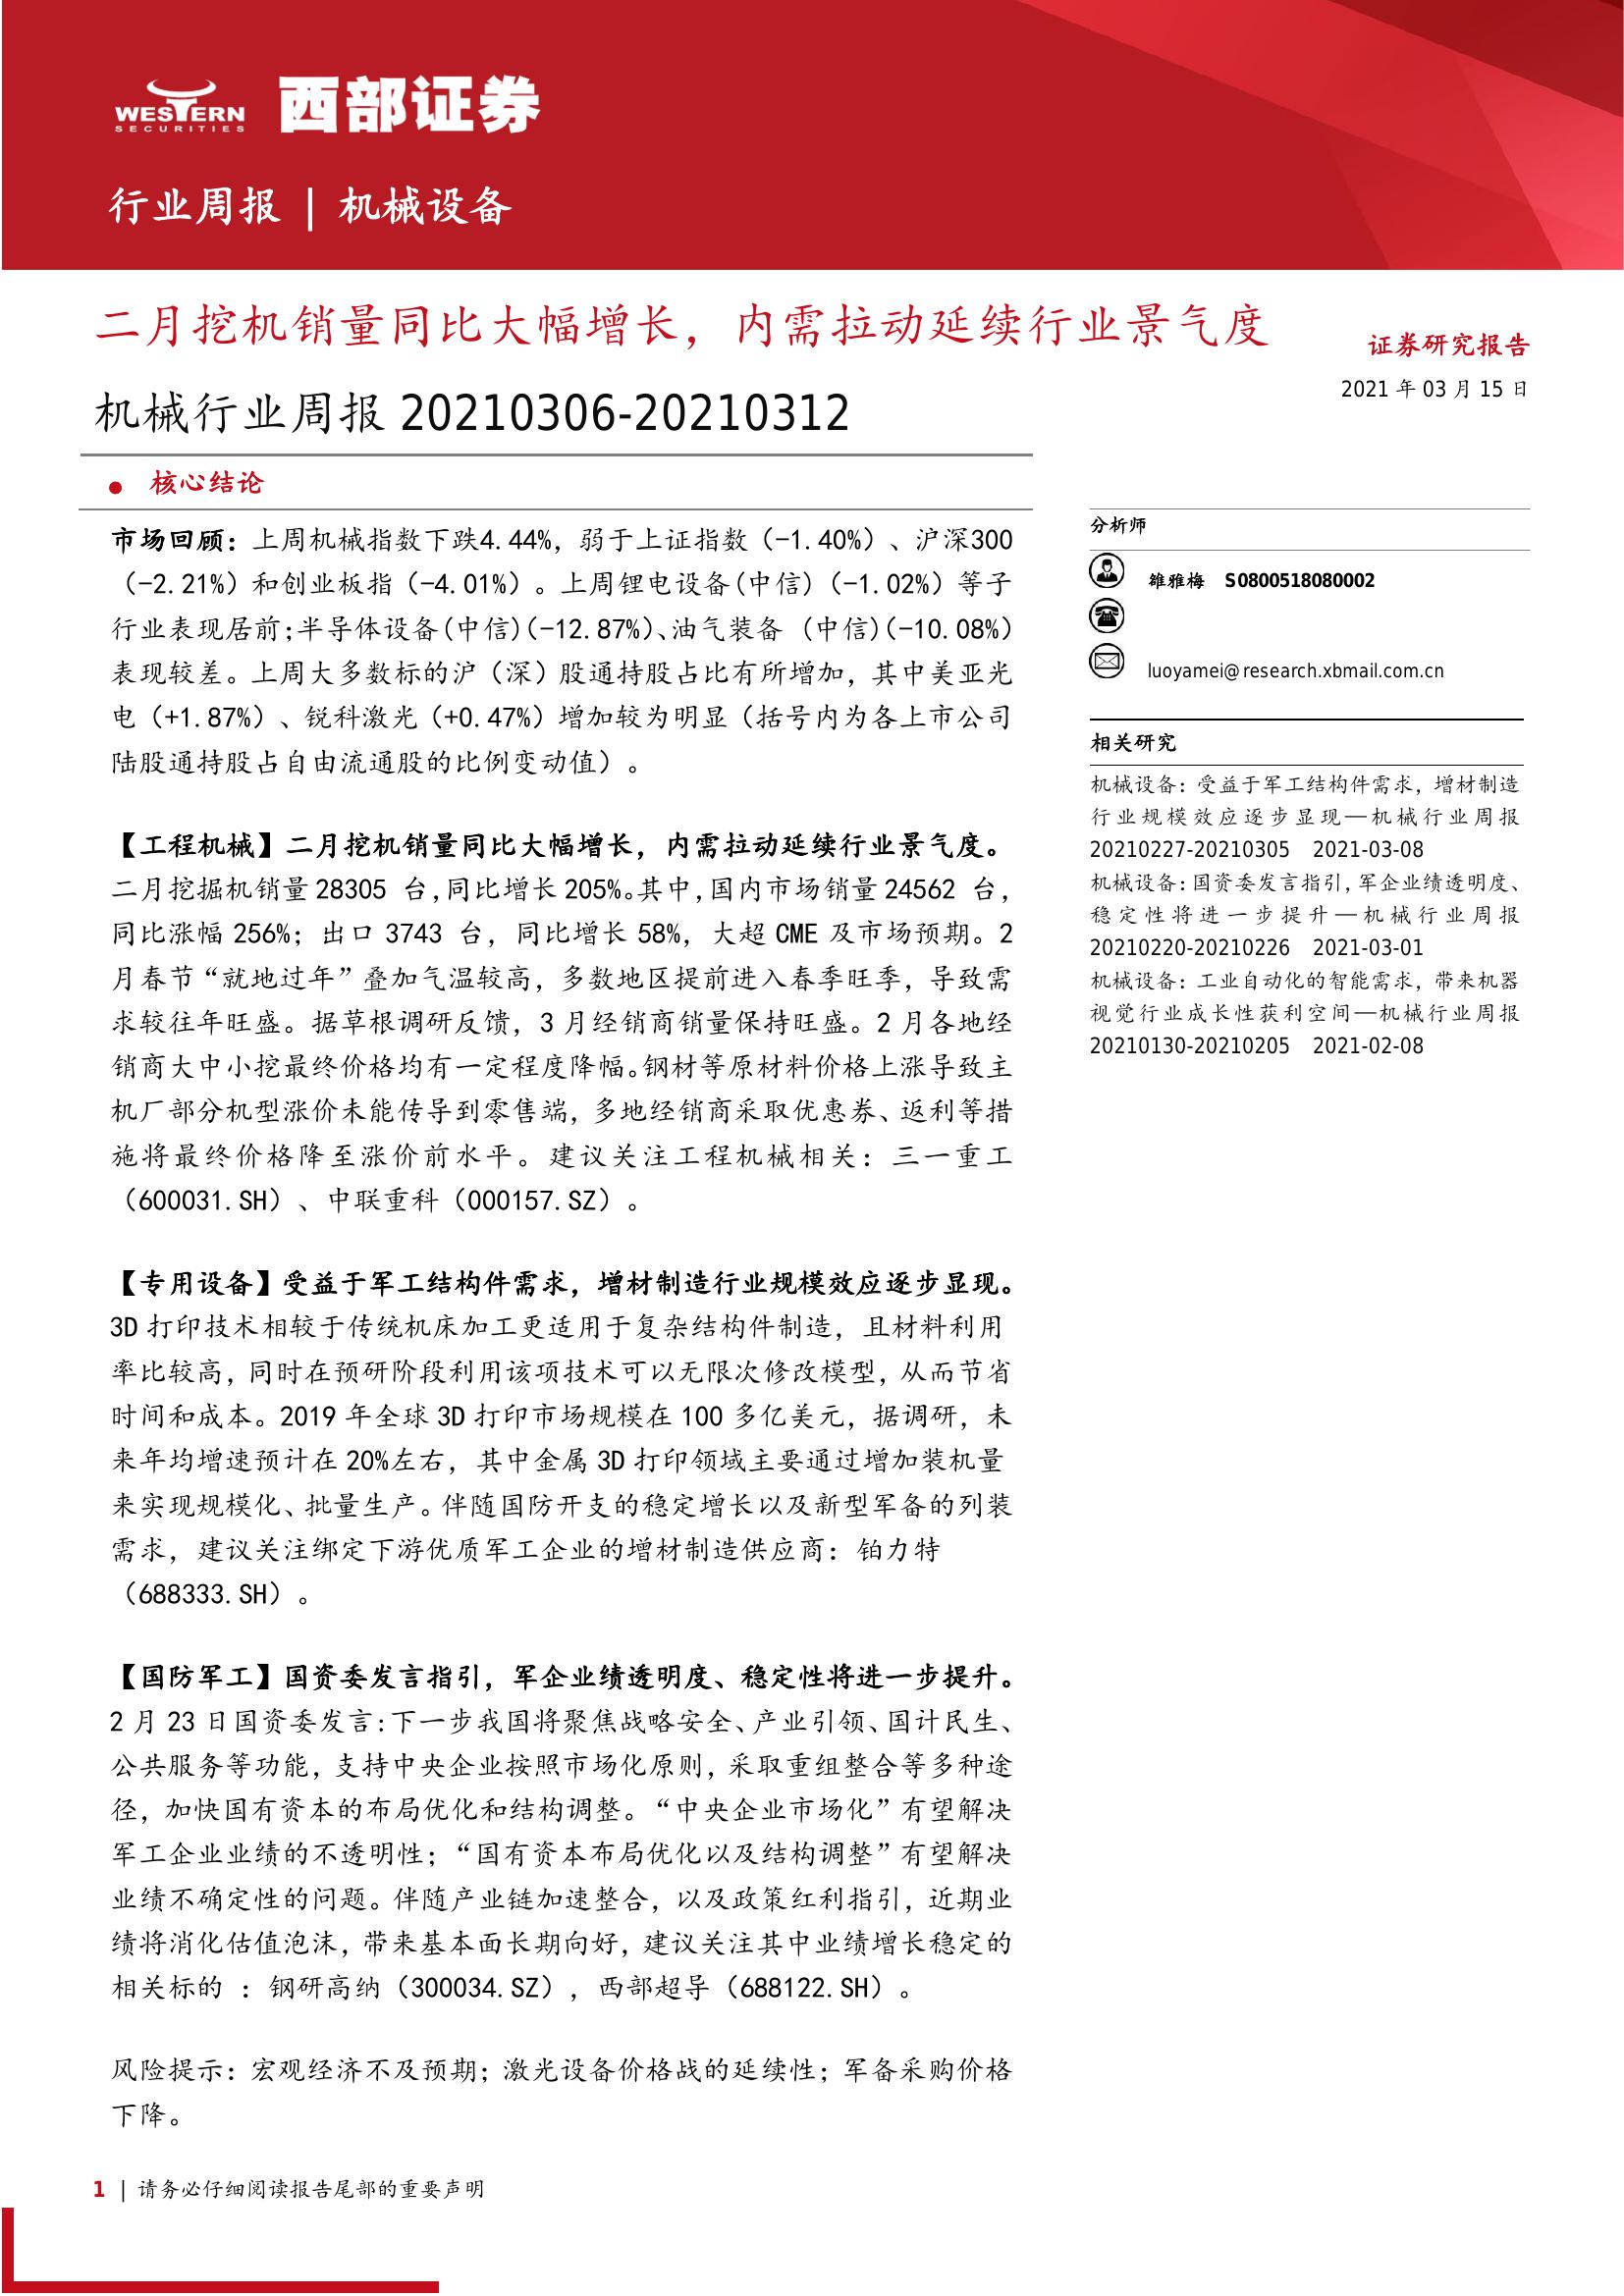 WESTERN
SECURITIES
西部证券
行业周报 | 机械设备
二月挖机销量同比大幅增长，内需拉动延续行业景气度
机械行业周报 20210306-20210312
证券研究报告
2021 年 03 月 15 日
● 核心结论
市场回顾：上周机械指数下跌4.44%，弱于上证指数（-1.40%）、沪深300
（-2.21%）和创业板指（-4.01%）。上周锂电设备(中信)（-1.02%）等子
行业表现居前;半导体设备(中信)(-12.87%)、油气装备 (中信)(-10.08%)
表现较差。上周大多数标的沪（深）股通持股占比有所增加，其中美亚光
电（+1.87%）、锐科激光（+0.47%）增加较为明显（括号内为各上市公司
陆股通持股占自由流通股的比例变动值）。
【工程机械】二月挖机销量同比大幅增长，内需拉动延续行业景气度。
二月挖掘机销量 28305 台,同比增长 205%。其中,国内市场销量 24562 台，
同比涨幅 256%；出口 3743 台，同比增长 58%，大超 CME 及市场预期。2
月春节“就地过年”叠加气温较高，多数地区提前进入春季旺季，导致需
求较往年旺盛。据草根调研反馈，3 月经销商销量保持旺盛。2 月各地经
销商大中小挖最终价格均有一定程度降幅。钢材等原材料价格上涨导致主
机厂部分机型涨价未能传导到零售端，多地经销商采取优惠券、返利等措
施将最终价格降至涨价前水平。建议关注工程机械相关：三一重工
（600031.SH）、中联重科（000157.SZ）。
【专用设备】受益于军工结构件需求，增材制造行业规模效应逐步显现。
3D 打印技术相较于传统机床加工更适用于复杂结构件制造，且材料利用
率比较高，同时在预研阶段利用该项技术可以无限次修改模型，从而节省
时间和成本。2019 年全球 3D 打印市场规模在 100 多亿美元，据调研，未
来年均增速预计在 20%左右，其中金属 3D 打印领域主要通过增加装机量
来实现规模化、批量生产。伴随国防开支的稳定增长以及新型军备的列装
需求，建议关注绑定下游优质军工企业的增材制造供应商：铂力特
（688333.SH）。
【国防军工】国资委发言指引，军企业绩透明度、稳定性将进一步提升。
2 月 23 日国资委发言:下一步我国将聚焦战略安全、产业引领、国计民生、
公共服务等功能，支持中央企业按照市场化原则，采取重组整合等多种途
径，加快国有资本的布局优化和结构调整。“中央企业市场化”有望解决
军工企业业绩的不透明性；“国有资本布局优化以及结构调整”有望解决
业绩不确定性的问题。伴随产业链加速整合，以及政策红利指引，近期业
绩将消化估值泡沫，带来基本面长期向好，建议关注其中业绩增长稳定的
相关标的 ：钢研高纳（300034.SZ），西部超导（688122.SH）。
风险提示：宏观经济不及预期；激光设备价格战的延续性；军备采购价格
下降。
分析师
雒雅梅 S0800518080002
luoyamei@research.xbmail.com.cn
相关研究
机械设备：受益于军工结构件需求，增材制造
行业规模效应逐步显现—机械行业周报
20210227-20210305 2021-03-08
机械设备:国资委发言指引,军企业绩透明度、
稳定性将进一步提升—机械行业周报
20210220-20210226 2021-03-01
机械设备：工业自动化的智能需求，带来机器
视觉行业成长性获利空间—机械行业周报
20210130-20210205 2021-02-08
1 | 请务必仔细阅读报告尾部的重要声明